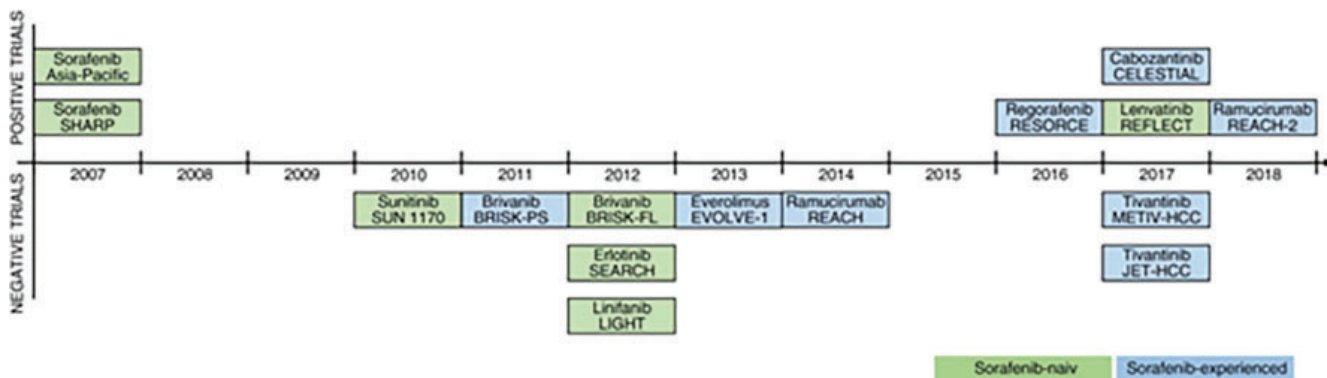 POSITIVE TRIALS
Sorafenib
Asia-Pacific
Sorafenib
SHARP
Cabozantinib
CELESTIAL
Regorafenib
RESORCE
Lenvatinib
REFLECT
Ramucirumab
REACH-2
2007
2008
2009
2010
2011
2012
2013
2014
2015
2016
2017
2018
NEGATIVE TRIALS
Sunitinib
SUN 1170
Brivanib
BRISK-PS
Brivanib
BRISK-FL
Everolimus
EVOLVE-1
Ramucirumab
REACH
Tivantinib
METIV-HCC
Erlotinib
SEARCH
Tivantinib
JET-HCC
Linifanib
LIGHT
Sorafenib-naiv
Sorafenib-experienced